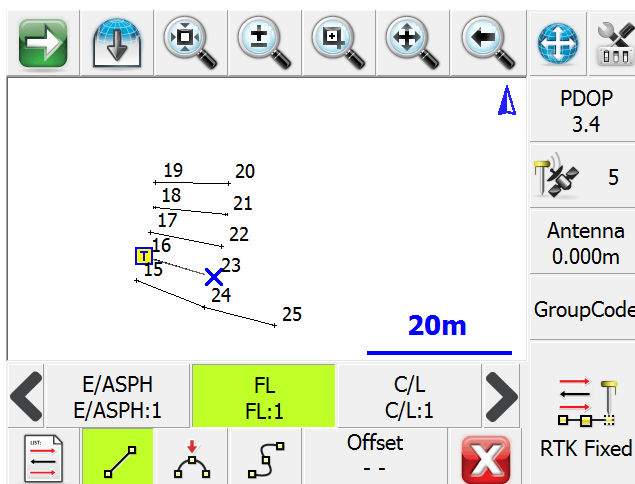 PDOP
3.4
5
Antenna
0.000m
GroupCode
RTK Fixed
19
20
18
21
17
22
16
T
15
23
24
25
20m
E/ASPH
E/ASPH:1
FL
FL:1
C/L
C/L:1
LIST:
Offset
- -